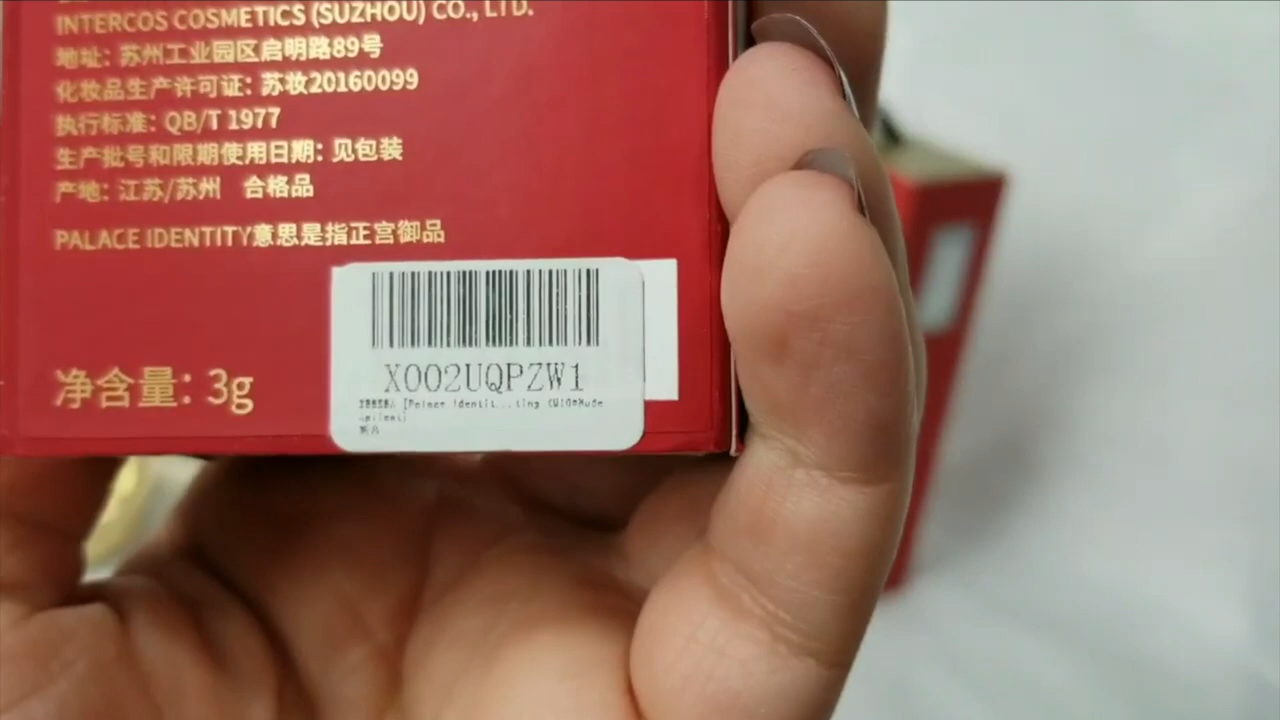 INTERCOS COSMETICS (SUZHOU) CO., LTD.
地址: 苏州工业园区启明路89号
化妆品生产许可证: 苏妆20160099
执行标准: QB/T 1977
生产批号和限期使用日期: 见包装
产地: 江苏/苏州 合格品
PALACE IDENTITY意思是指正宫御品
净含量: 3g
X002UQPZW1